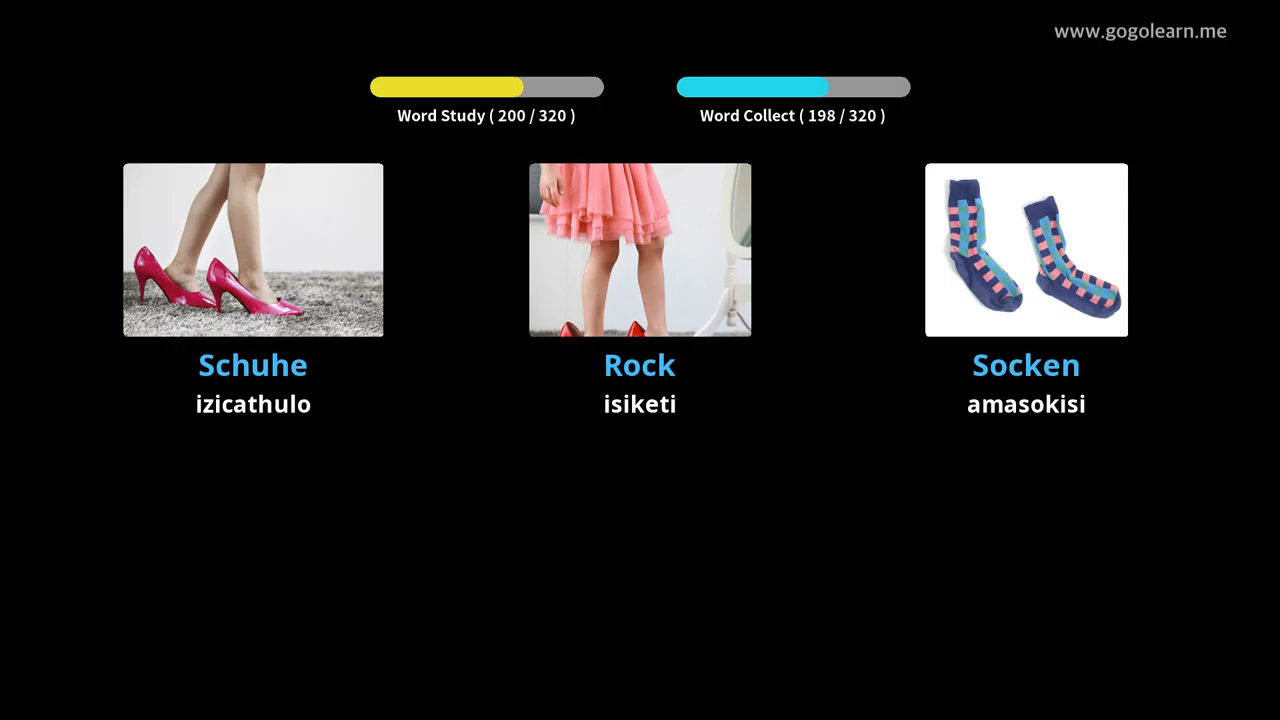 www.gogolearn.me
Word Study ( 200 / 320 )
Word Collect ( 198 / 320 )
Schuhe
izicathulo
Rock
isiketi
Socken
amasokisi